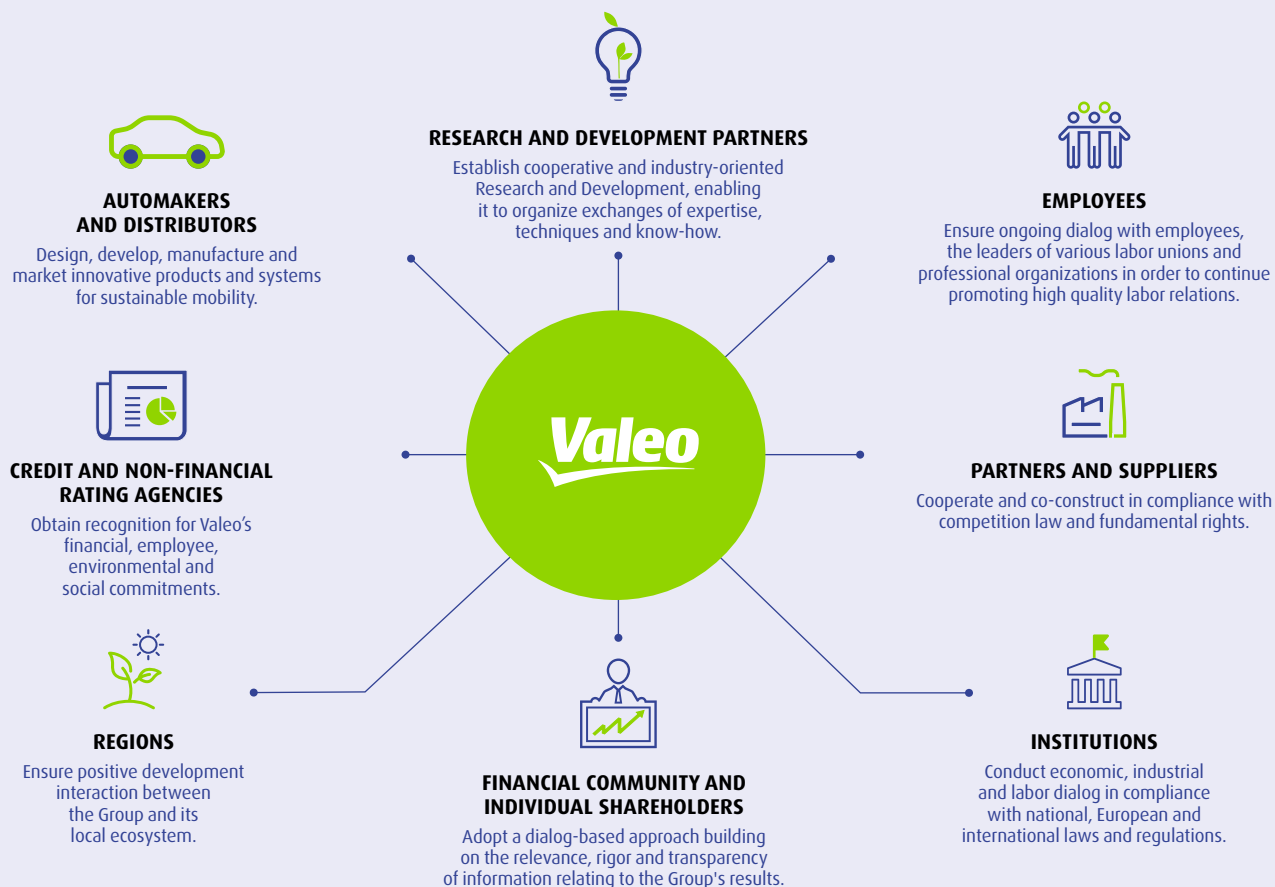 RESEARCH AND DEVELOPMENT PARTNERS
Establish cooperative and industry-oriented
Research and Development, enabling
it to organize exchanges of expertise,
techniques and know-how.
AUTOMAKERS
AND DISTRIBUTORS
Design, develop, manufacture and
market innovative products and systems
for sustainable mobility.
EMPLOYEES
Ensure ongoing dialog with employees,
the leaders of various labor unions and
professional organizations in order to continue
promoting high quality labor relations.
Valeo
CREDIT AND NON-FINANCIAL
RATING AGENCIES
Obtain recognition for Valeo’s
financial, employee,
environmental and
social commitments.
PARTNERS AND SUPPLIERS
Cooperate and co-construct in compliance with
competition law and fundamental rights.
REGIONS
Ensure positive development
interaction between
the Group and its
local ecosystem.
FINANCIAL COMMUNITY AND
INDIVIDUAL SHAREHOLDERS
Adopt a dialog-based approach building
on the relevance, rigor and transparency
of information relating to the Group's results.
INSTITUTIONS
Conduct economic, industrial
and labor dialog in compliance
with national, European and
international laws and regulations.